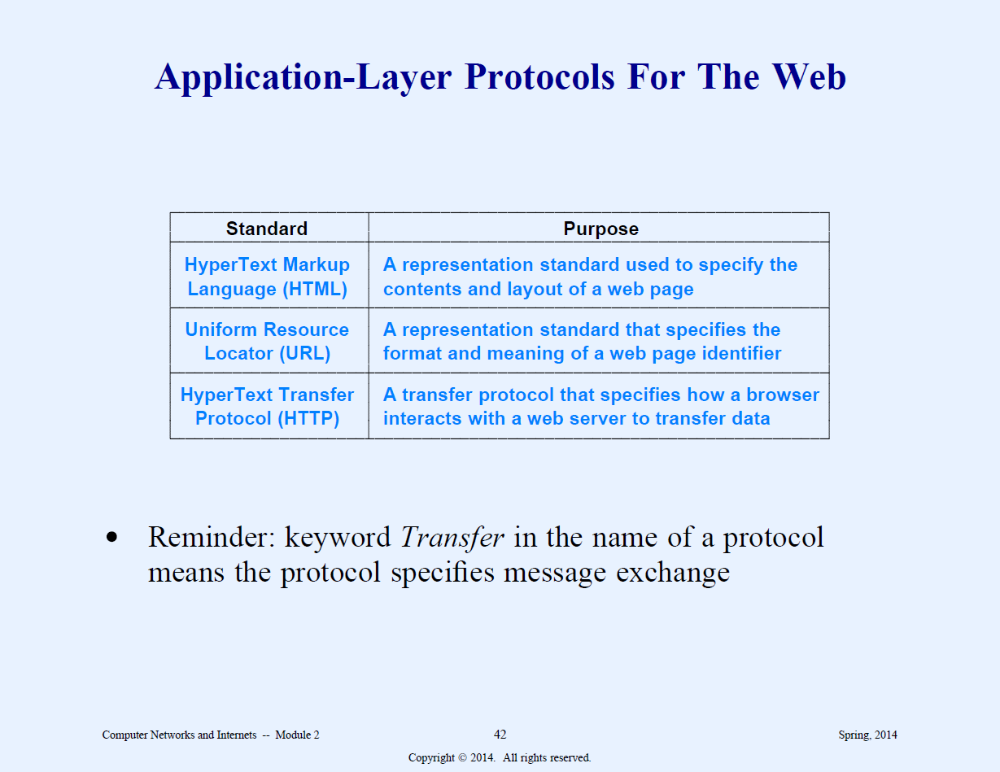 Application-Layer Protocols For The Web
Standard
Purpose
HyperText Markup
Language (HTML)
A representation standard used to specify the
contents and layout of a web page
Uniform Resource
Locator (URL)
A representation standard that specifies the
format and meaning of a web page identifier
HyperText Transfer
Protocol (HTTP)
A transfer protocol that specifies how a browser
interacts with a web server to transfer data
• Reminder: keyword Transfer in the name of a protocol
means the protocol specifies message exchange
Computer Networks and Internets -- Module 2
42
Spring, 2014
Copyright © 2014. All rights reserved.